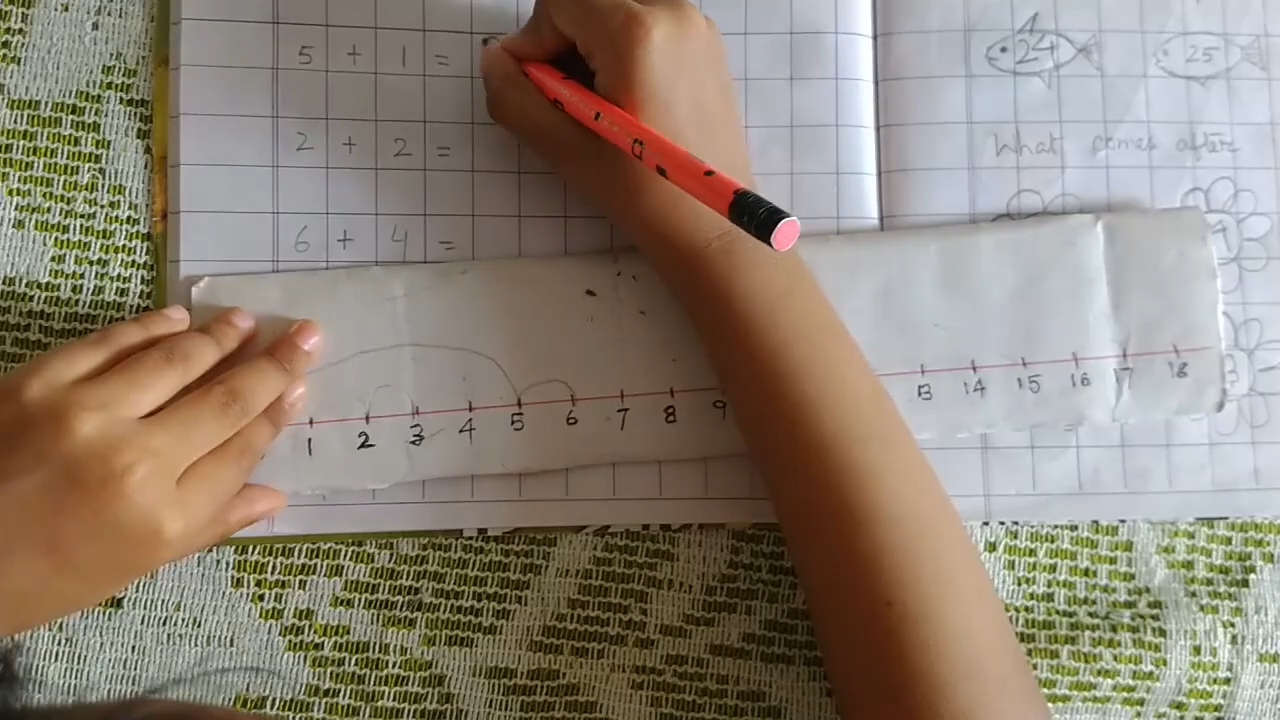 5 + 1 =
2 + 2 =
6 + 4 =
24 25
What comes after
1 2 3 4 5 6 7 8 9 13 14 15 16 17 18